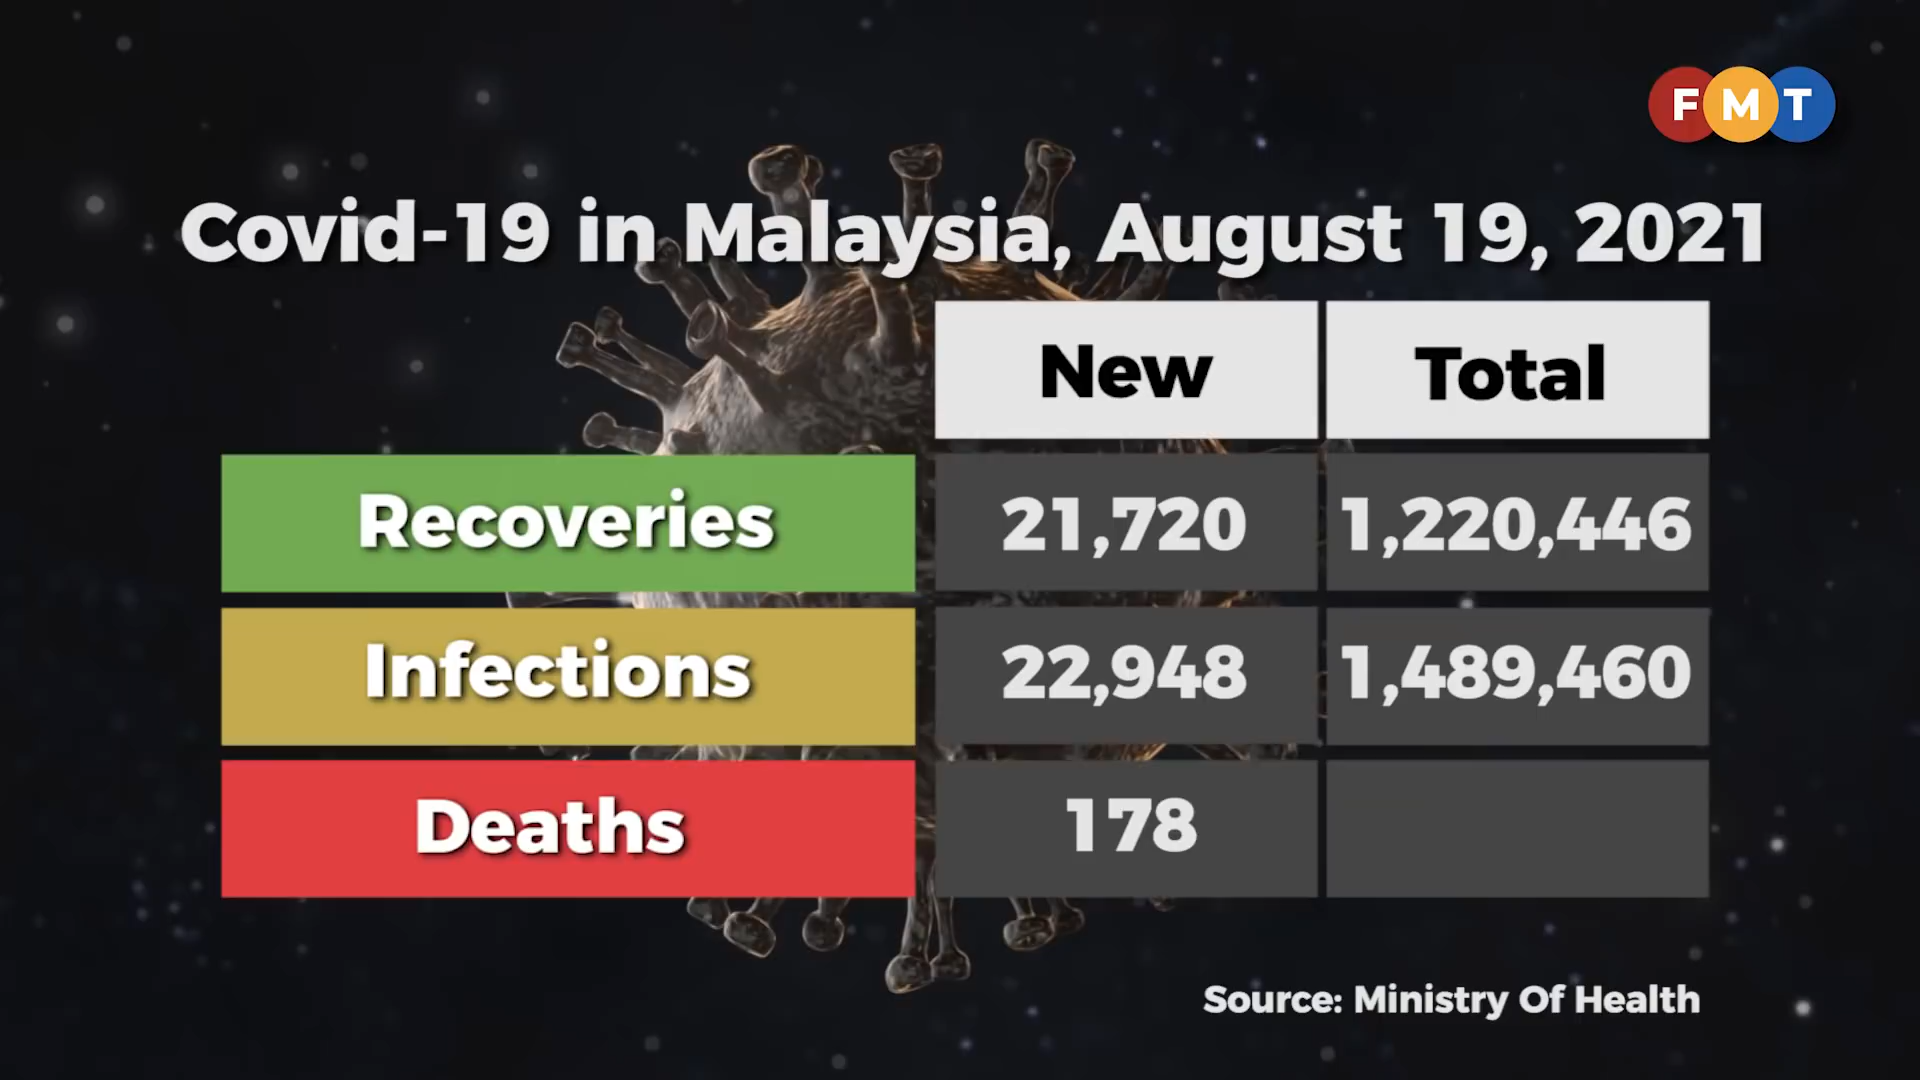 FMT
Covid-19 in Malaysia, August 19, 2021
New Total
Recoveries 21,720 1,220,446
Infections 22,948 1,489,460
Deaths 178
Source: Ministry Of Health